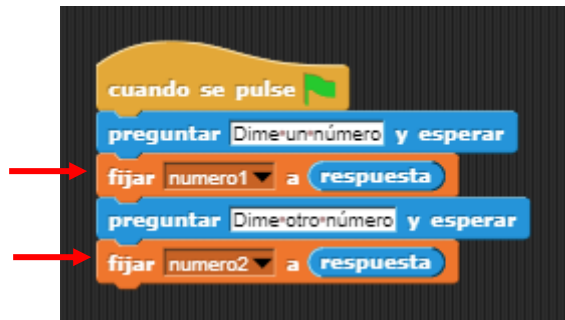 cuando se pulse
preguntar Dime un número y esperar
fijar numero1 a respuesta
preguntar Dime otro número y esperar
fijar numero2 a respuesta